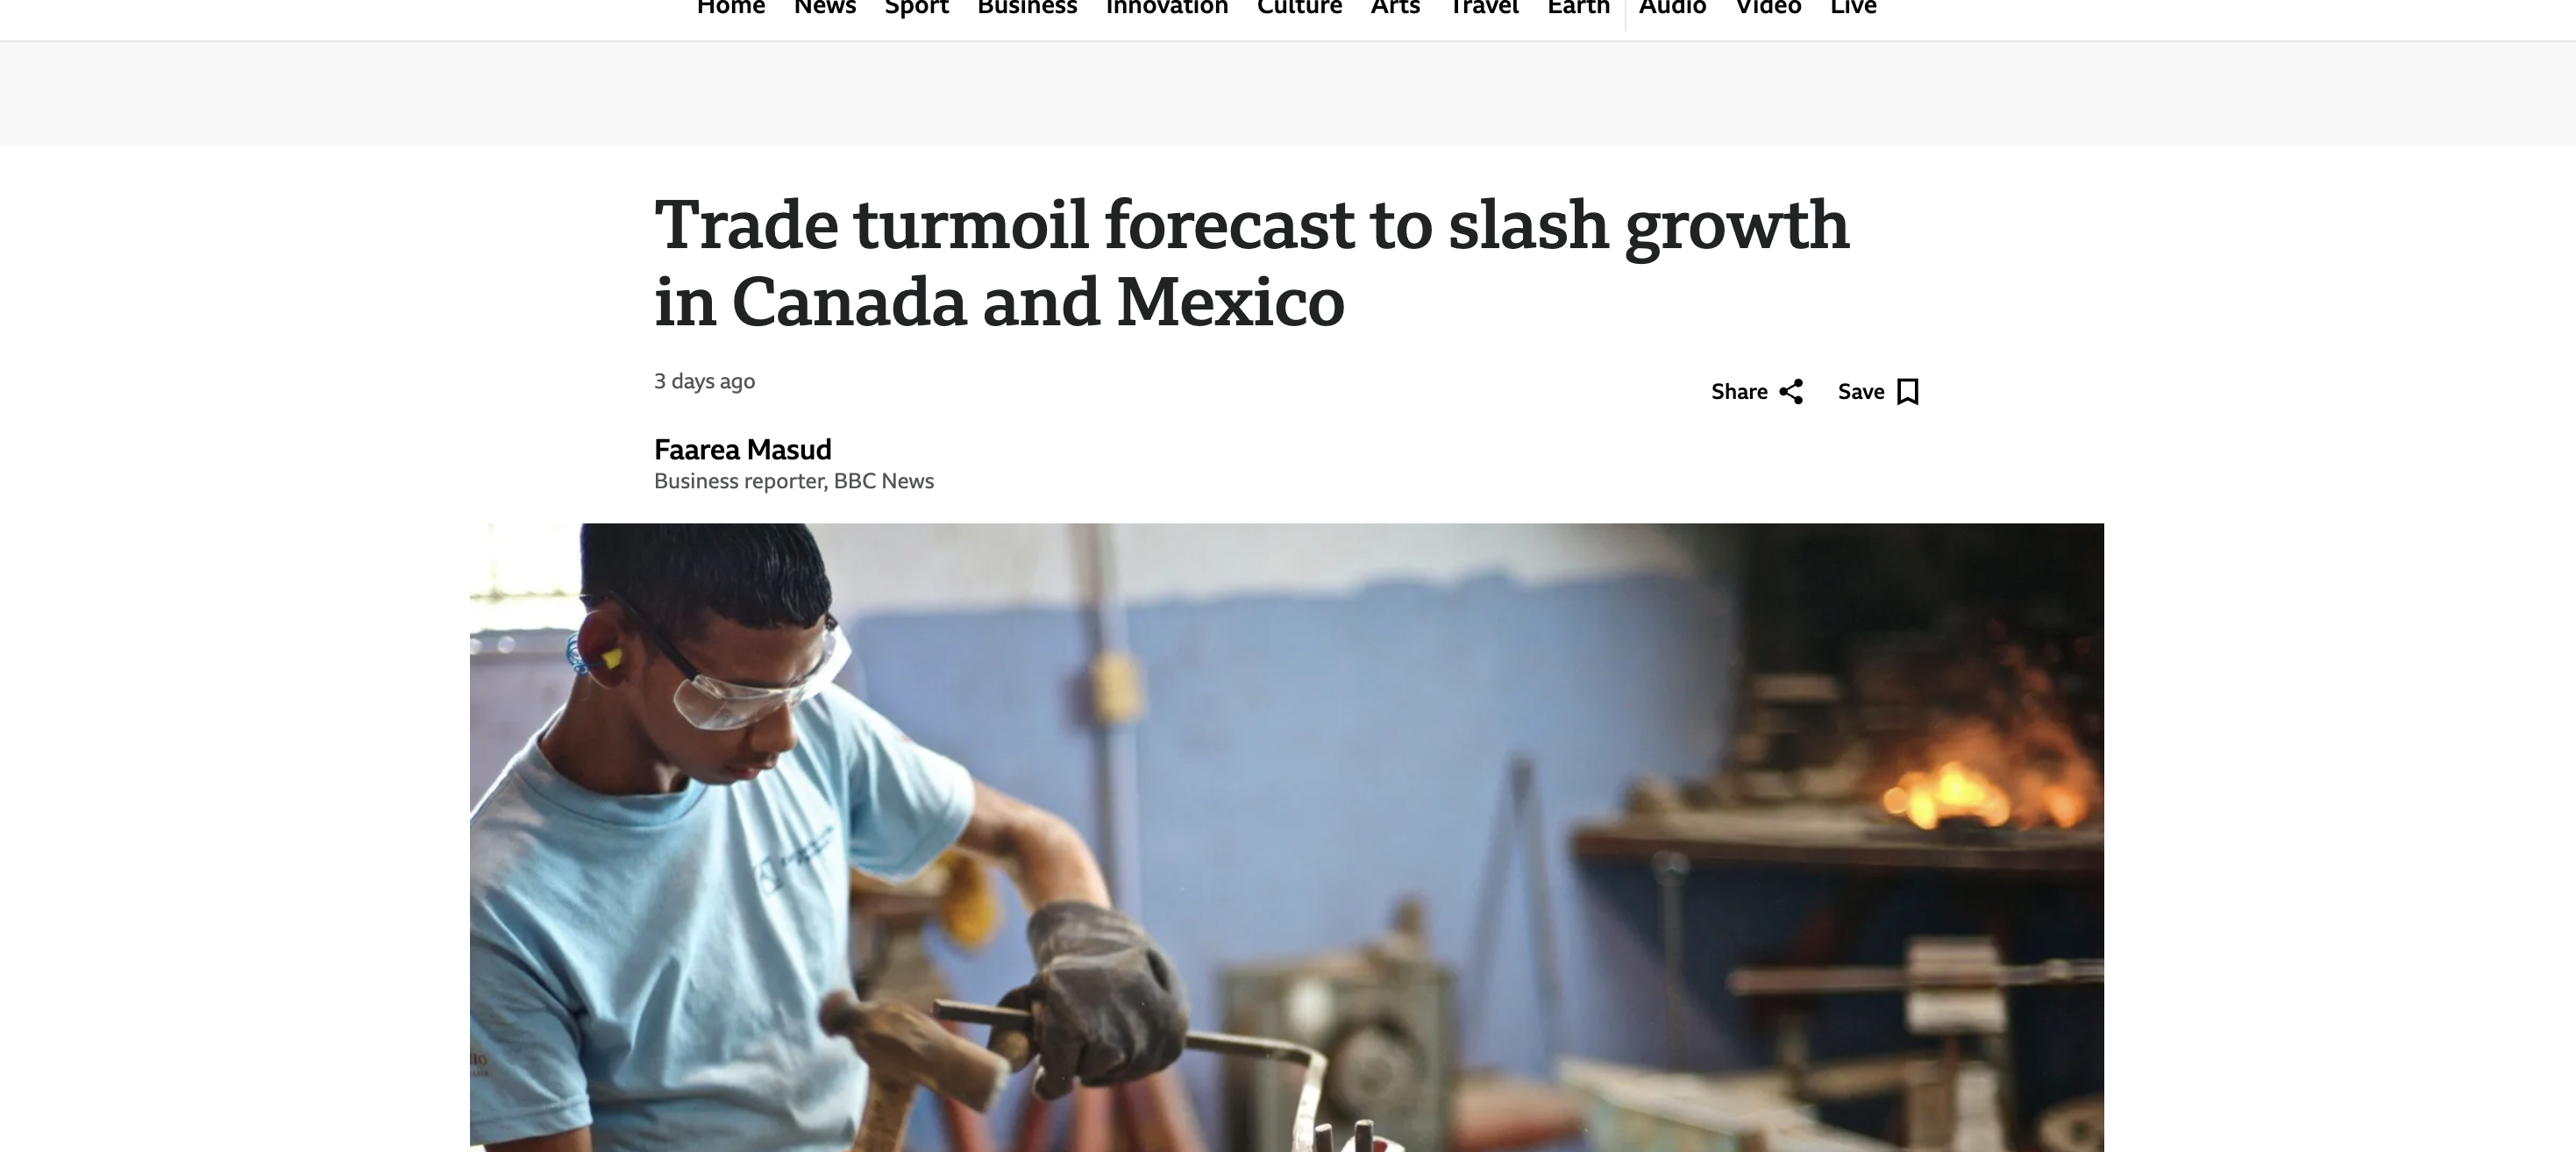 Home News Sport Business Innovation Culture Arts Travel Earth Audio Video Live
Trade turmoil forecast to slash growth
in Canada and Mexico
3 days ago
Share Save
Faarea Masud
Business reporter, BBC News